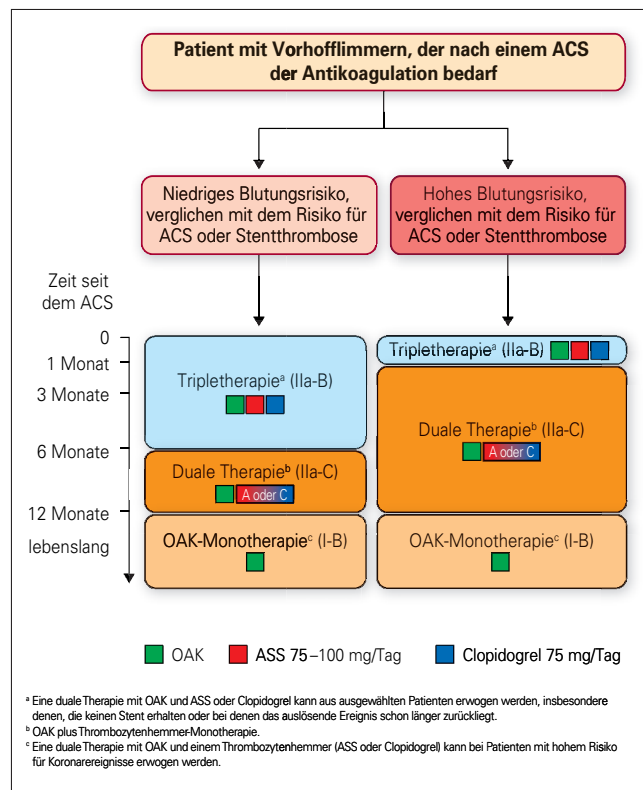 Patient mit Vorhofflimmern, der nach einem ACS
der Antikoagulation bedarf
Niedriges Blutungsrisiko,
verglichen mit dem Risiko für
ACS oder Stentthrombose
Hohes Blutungsrisiko,
verglichen mit dem Risiko für
ACS oder Stentthrombose
Zeit seit
dem ACS
0
1 Monat
3 Monate
6 Monate
12 Monate
lebenslang
Tripletherapieᵃ (IIa-B)
Duale Therapieᵇ (IIa-C)
A oder C
OAK-Monotherapieᶜ (I-B)
Tripletherapieᵃ (IIa-B)
Duale Therapieᵇ (IIa-C)
A oder C
OAK-Monotherapieᶜ (I-B)
OAK ASS 75–100 mg/Tag Clopidogrel 75 mg/Tag
ᵃ Eine duale Therapie mit OAK und ASS oder Clopidogrel kann aus ausgewählten Patienten erwogen werden, insbesondere
denen, die keinen Stent erhalten oder bei denen das auslösende Ereignis schon länger zurückliegt.
ᵇ OAK plus Thrombozytenhemmer-Monotherapie.
ᶜ Eine duale Therapie mit OAK und einem Thrombozytenhemmer (ASS oder Clopidogrel) kann bei Patienten mit hohem Risiko
für Koronarereignisse erwogen werden.